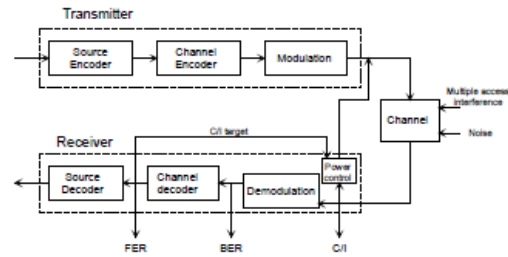 Transmitter
Source
Encoder
Channel
Encoder
Modulation
Multiple access
interference
Channel
Noise
Receiver
C/I target
Power
control
Source
Decoder
Channel
decoder
Demodulation
FER
BER
C/I